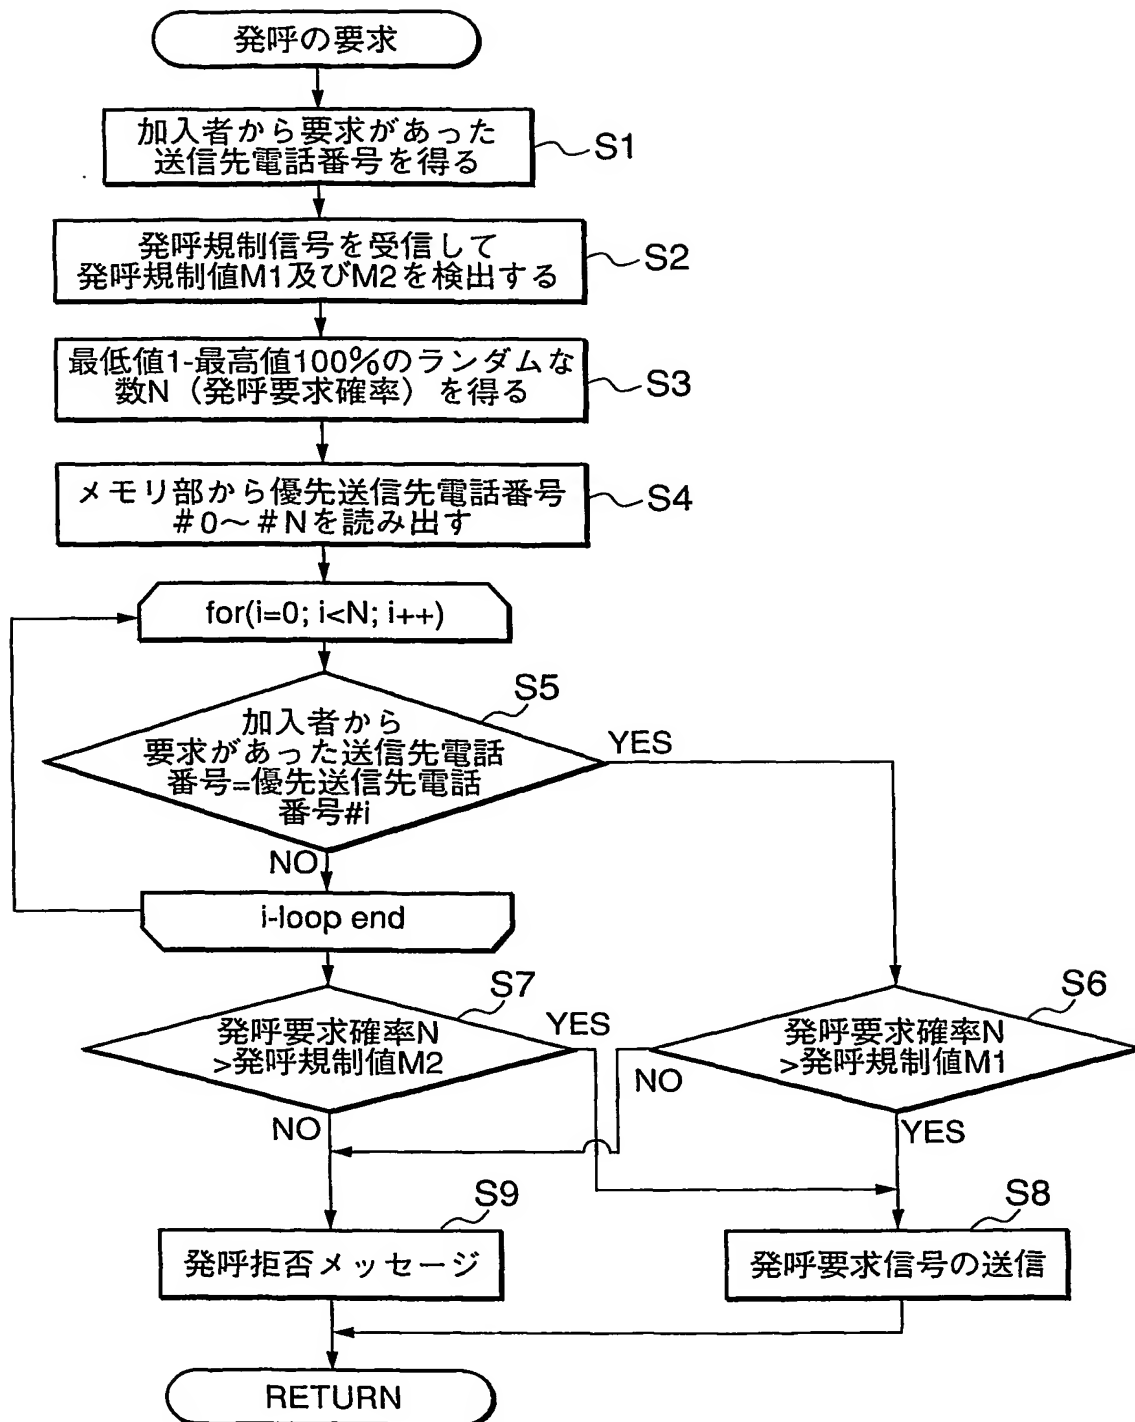 発呼の要求
加入者から要求があった
送信先電話番号を得る
S1
発呼規制信号を受信して
発呼規制値M1及びM2を検出する
S2
最低値1-最高値100%のランダムな
数N（発呼要求確率）を得る
S3
メモリ部から優先送信先電話番号
#0～#Nを読み出す
S4
for(i=0; i<N; i++)
S5
加入者から
要求があった送信先電話
番号=優先送信先電話
番号#i
YES
NO
i-loop end
S7
発呼要求確率N
>発呼規制値M2
YES
NO
S6
発呼要求確率N
>発呼規制値M1
NO
YES
S9
発呼拒否メッセージ
S8
発呼要求信号の送信
RETURN